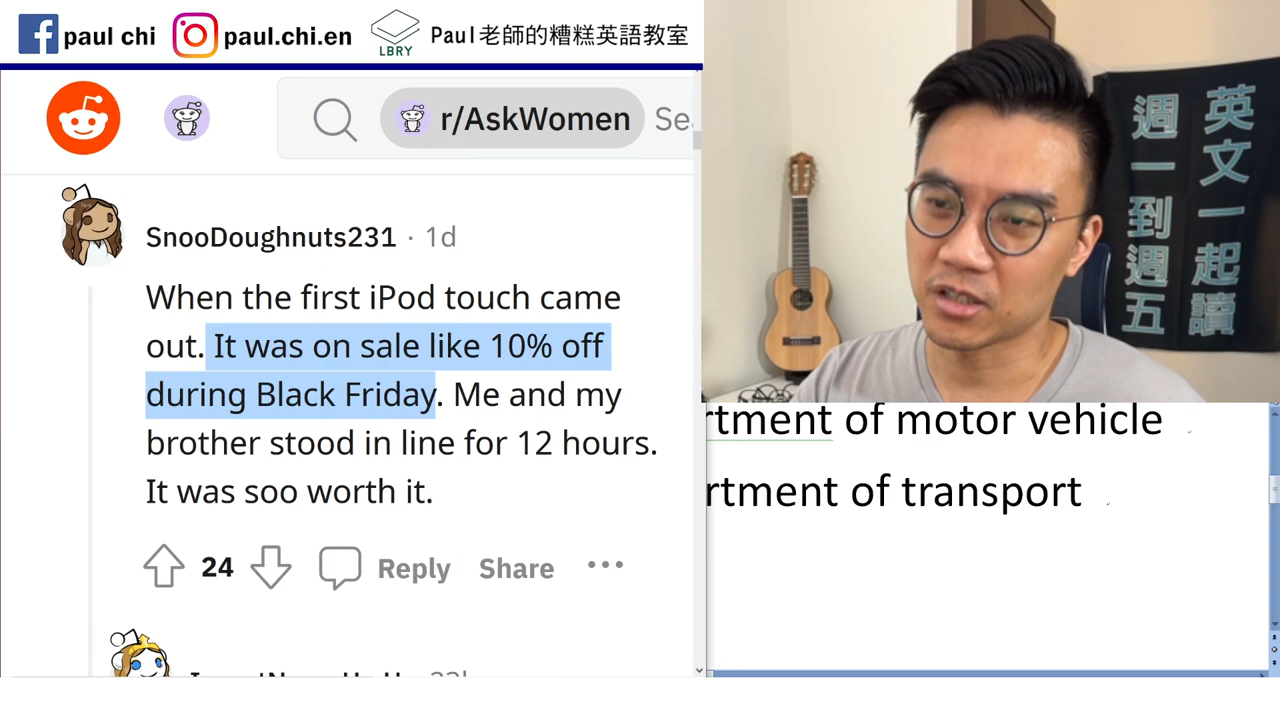 paul chi
paul.chi.en
LBRY
Paul老師的糟糕英語教室
r/AskWomen
Se
SnooDoughnuts231 · 1d
When the first iPod touch came
out. It was on sale like 10% off
during Black Friday. Me and my
brother stood in line for 12 hours.
It was soo worth it.
24
Reply
Share
英文一起讀
週一到週五
rtment of motor vehicle
rtment of transport